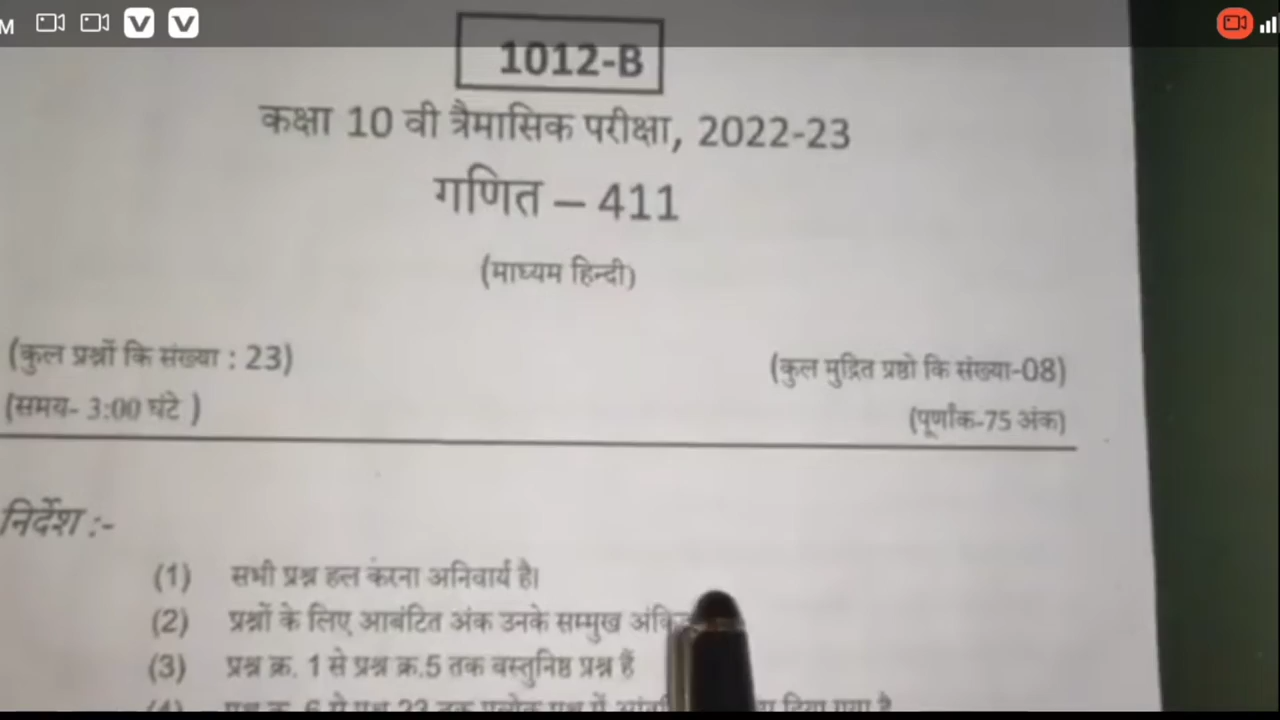 M
1012-B
कक्षा 10 वी त्रैमासिक परीक्षा, 2022-23
गणित – 411
(माध्यम हिन्दी)
(कुल प्रश्नों कि संख्या : 23) (कुल मुद्रित प्रष्ठो कि संख्या-08)
(समय- 3:00 घंटे ) (पूर्णांक-75 अंक)
निर्देश :-
(1) सभी प्रश्न हल करना अनिवार्य है।
(2) प्रश्नों के लिए आबंटित अंक उनके सम्मुख
(3) प्रश्न क्र. 1 से प्रश्न क्र.5 तक वस्तुनिष्ठ प्रश्न हैं